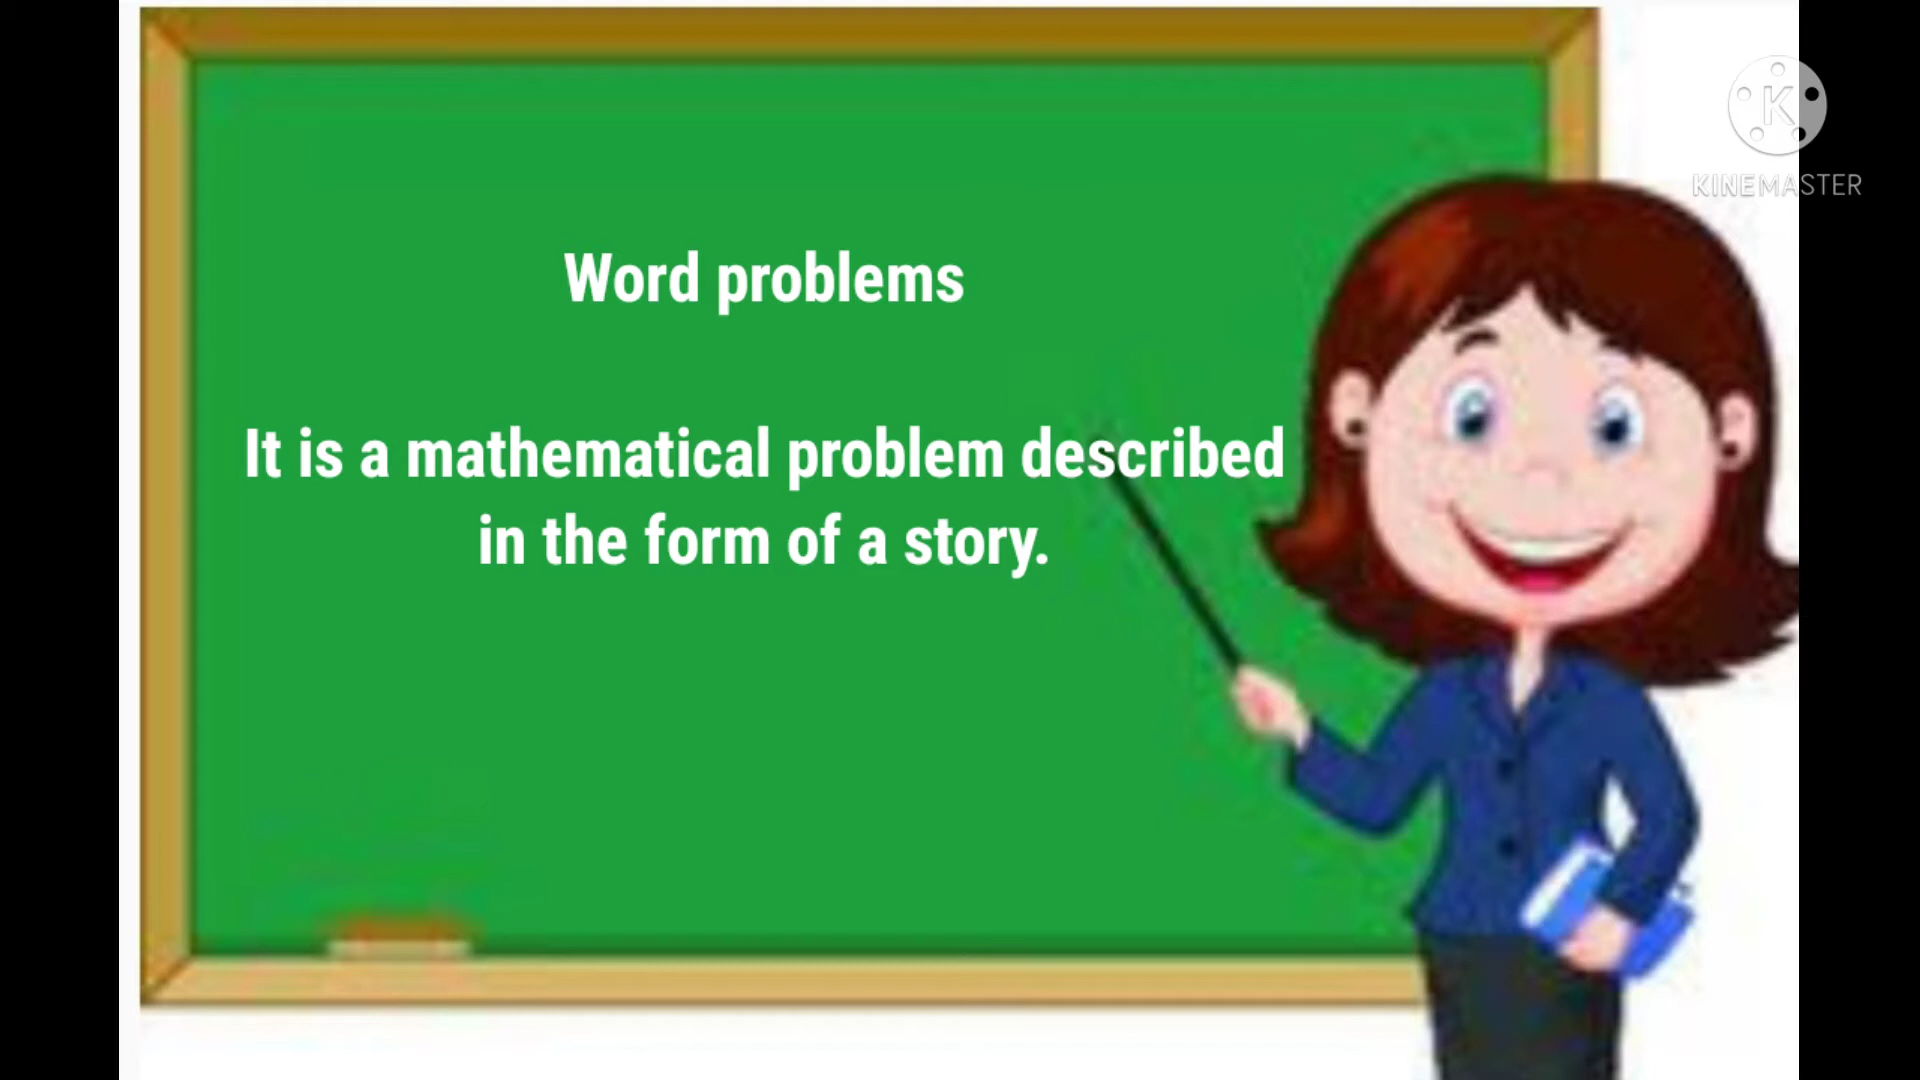 Word problems
It is a mathematical problem described
in the form of a story.
K
KINEMASTER